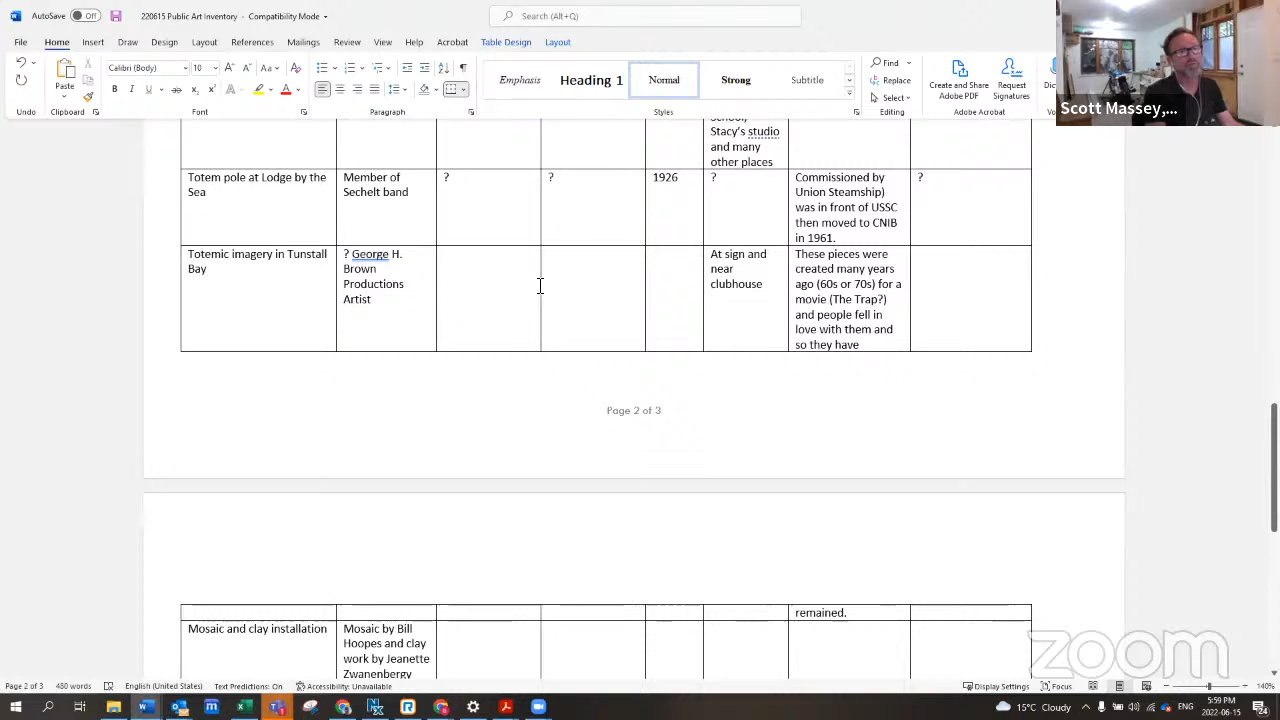 AutoSave Off 220615 Public Art Inventory - Compatibility Mode Search (Alt+Q)
File Home Insert Draw Design Layout References Mailings Review View Help Acrobat Table Design Layout
Calibri (Body) 10
Paste
Emphasis Heading 1 Normal Strong Subtitle
Find
Replace
Select
Create and Share
Adobe PDF
Request
Signatures
Undo Clipboard Font Paragraph Styles Editing Adobe Acrobat
Scott Massey,...
Stacy's studio
and many
other places
Totem pole at Lodge by the
Sea
Member of
Sechelt band
?
?
1926
?
Commissioned by
Union Steamship)
was in front of USSC
then moved to CNIB
in 1961.
?
Totemic imagery in Tunstall
Bay
? George H.
Brown
Productions
Artist
At sign and
near
clubhouse
These pieces were
created many years
ago (60s or 70s) for a
movie (The Trap?)
and people fell in
love with them and
so they have
Page 2 of 3
remained.
Mosaic and clay installation
Mosaic by Bill
Hoopes and clay
work by Jeanette
Zwanenbergy
zoom
Page 2 of 3 480 words English (United States) Text Predictions: On Accessibility: Unavailable Display Settings Focus 140%
15°C Cloudy
5:59 PM
2022-06-15
24